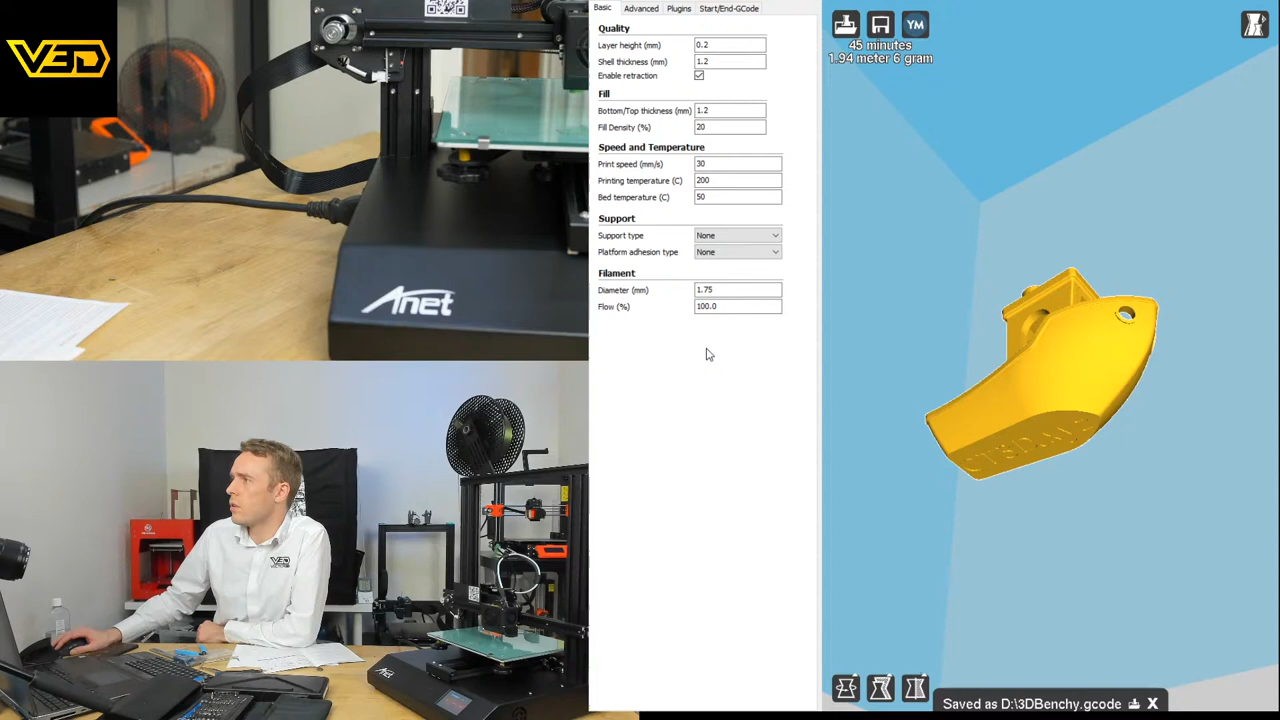 V3D
Anet
V3D
Anet
Basic Advanced Plugins Start/End-GCode
Quality
Layer height (mm) 0.2
Shell thickness (mm) 1.2
Enable retraction
Fill
Bottom/Top thickness (mm) 1.2
Fill Density (%) 20
Speed and Temperature
Print speed (mm/s) 30
Printing temperature (C) 200
Bed temperature (C) 50
Support
Support type None
Platform adhesion type None
Filament
Diameter (mm) 1.75
Flow (%) 100.0
YM
45 minutes
1.94 meter 6 gram
Saved as D:\3DBenchy.gcode